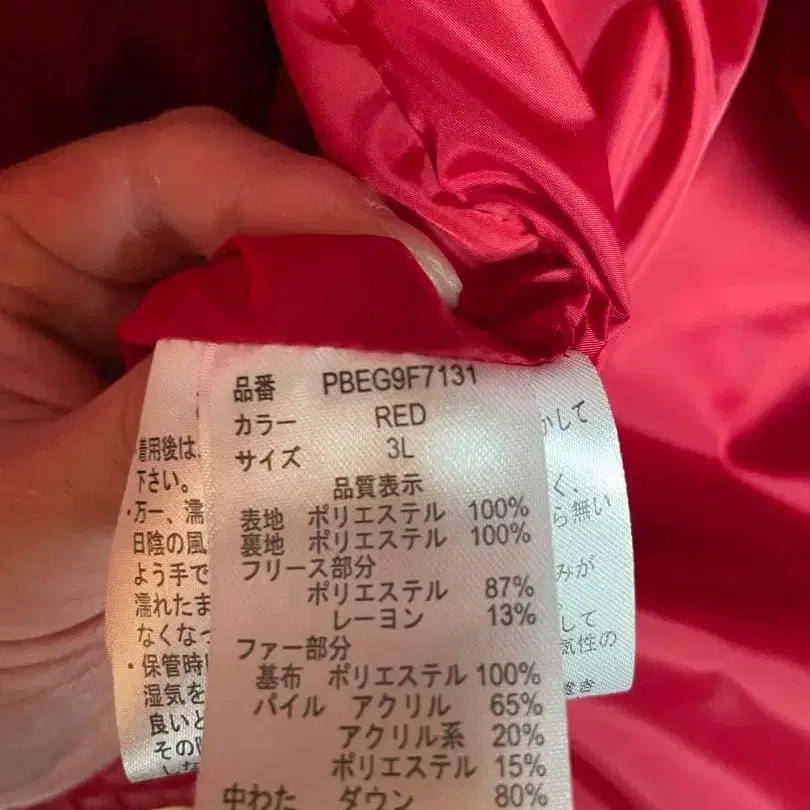 品番 PBEG9F7131
カラー RED
サイズ 3L
品質表示
表地 ポリエステル 100%
裏地 ポリエステル 100%
フリース部分
ポリエステル 87%
レーヨン 13%
ファー部分
基布 ポリエステル 100%
パイル アクリル 65%
アクリル系 20%
ポリエステル 15%
中わた ダウン 80%
着用後は、
下さい。
・万一、濡
日陰の風
よう手で
濡れたま
なくなっ
・保管時
湿気を
良いと
その
かして
く、
ら無い
みが
して
気性の